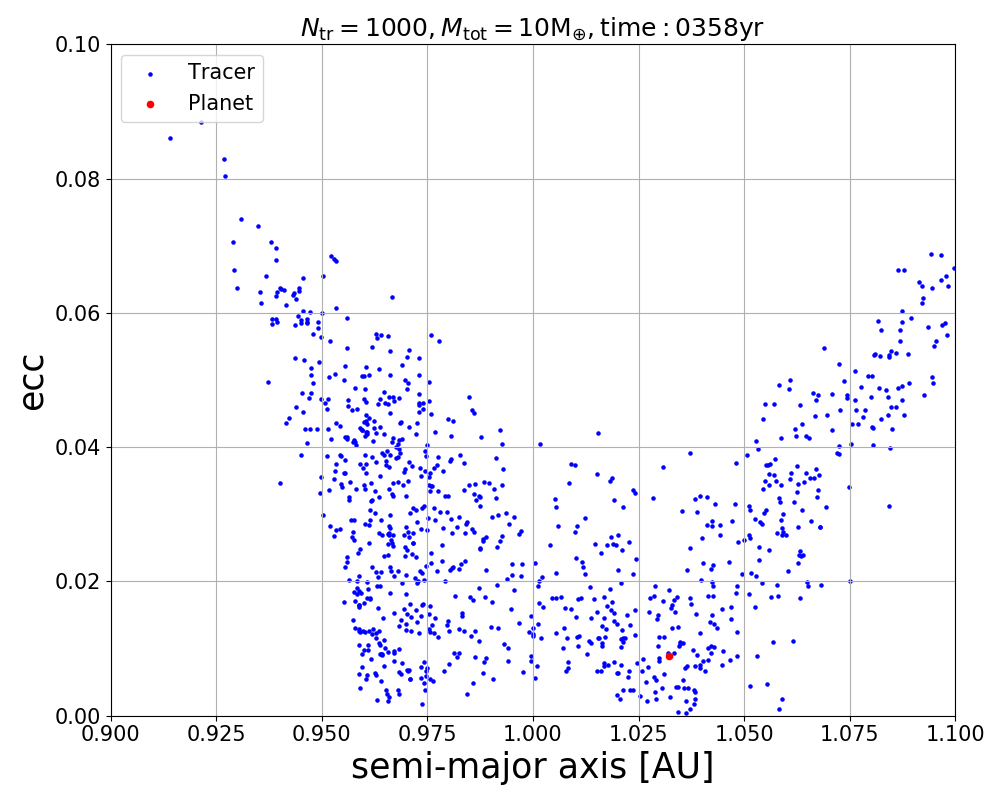 N_tr = 1000, M_tot = 10M_⊕, time : 0358yr
0.10
Tracer
Planet
0.08
0.06
ecc
0.04
0.02
0.00
0.900 0.925 0.950 0.975 1.000 1.025 1.050 1.075 1.100
semi-major axis [AU]